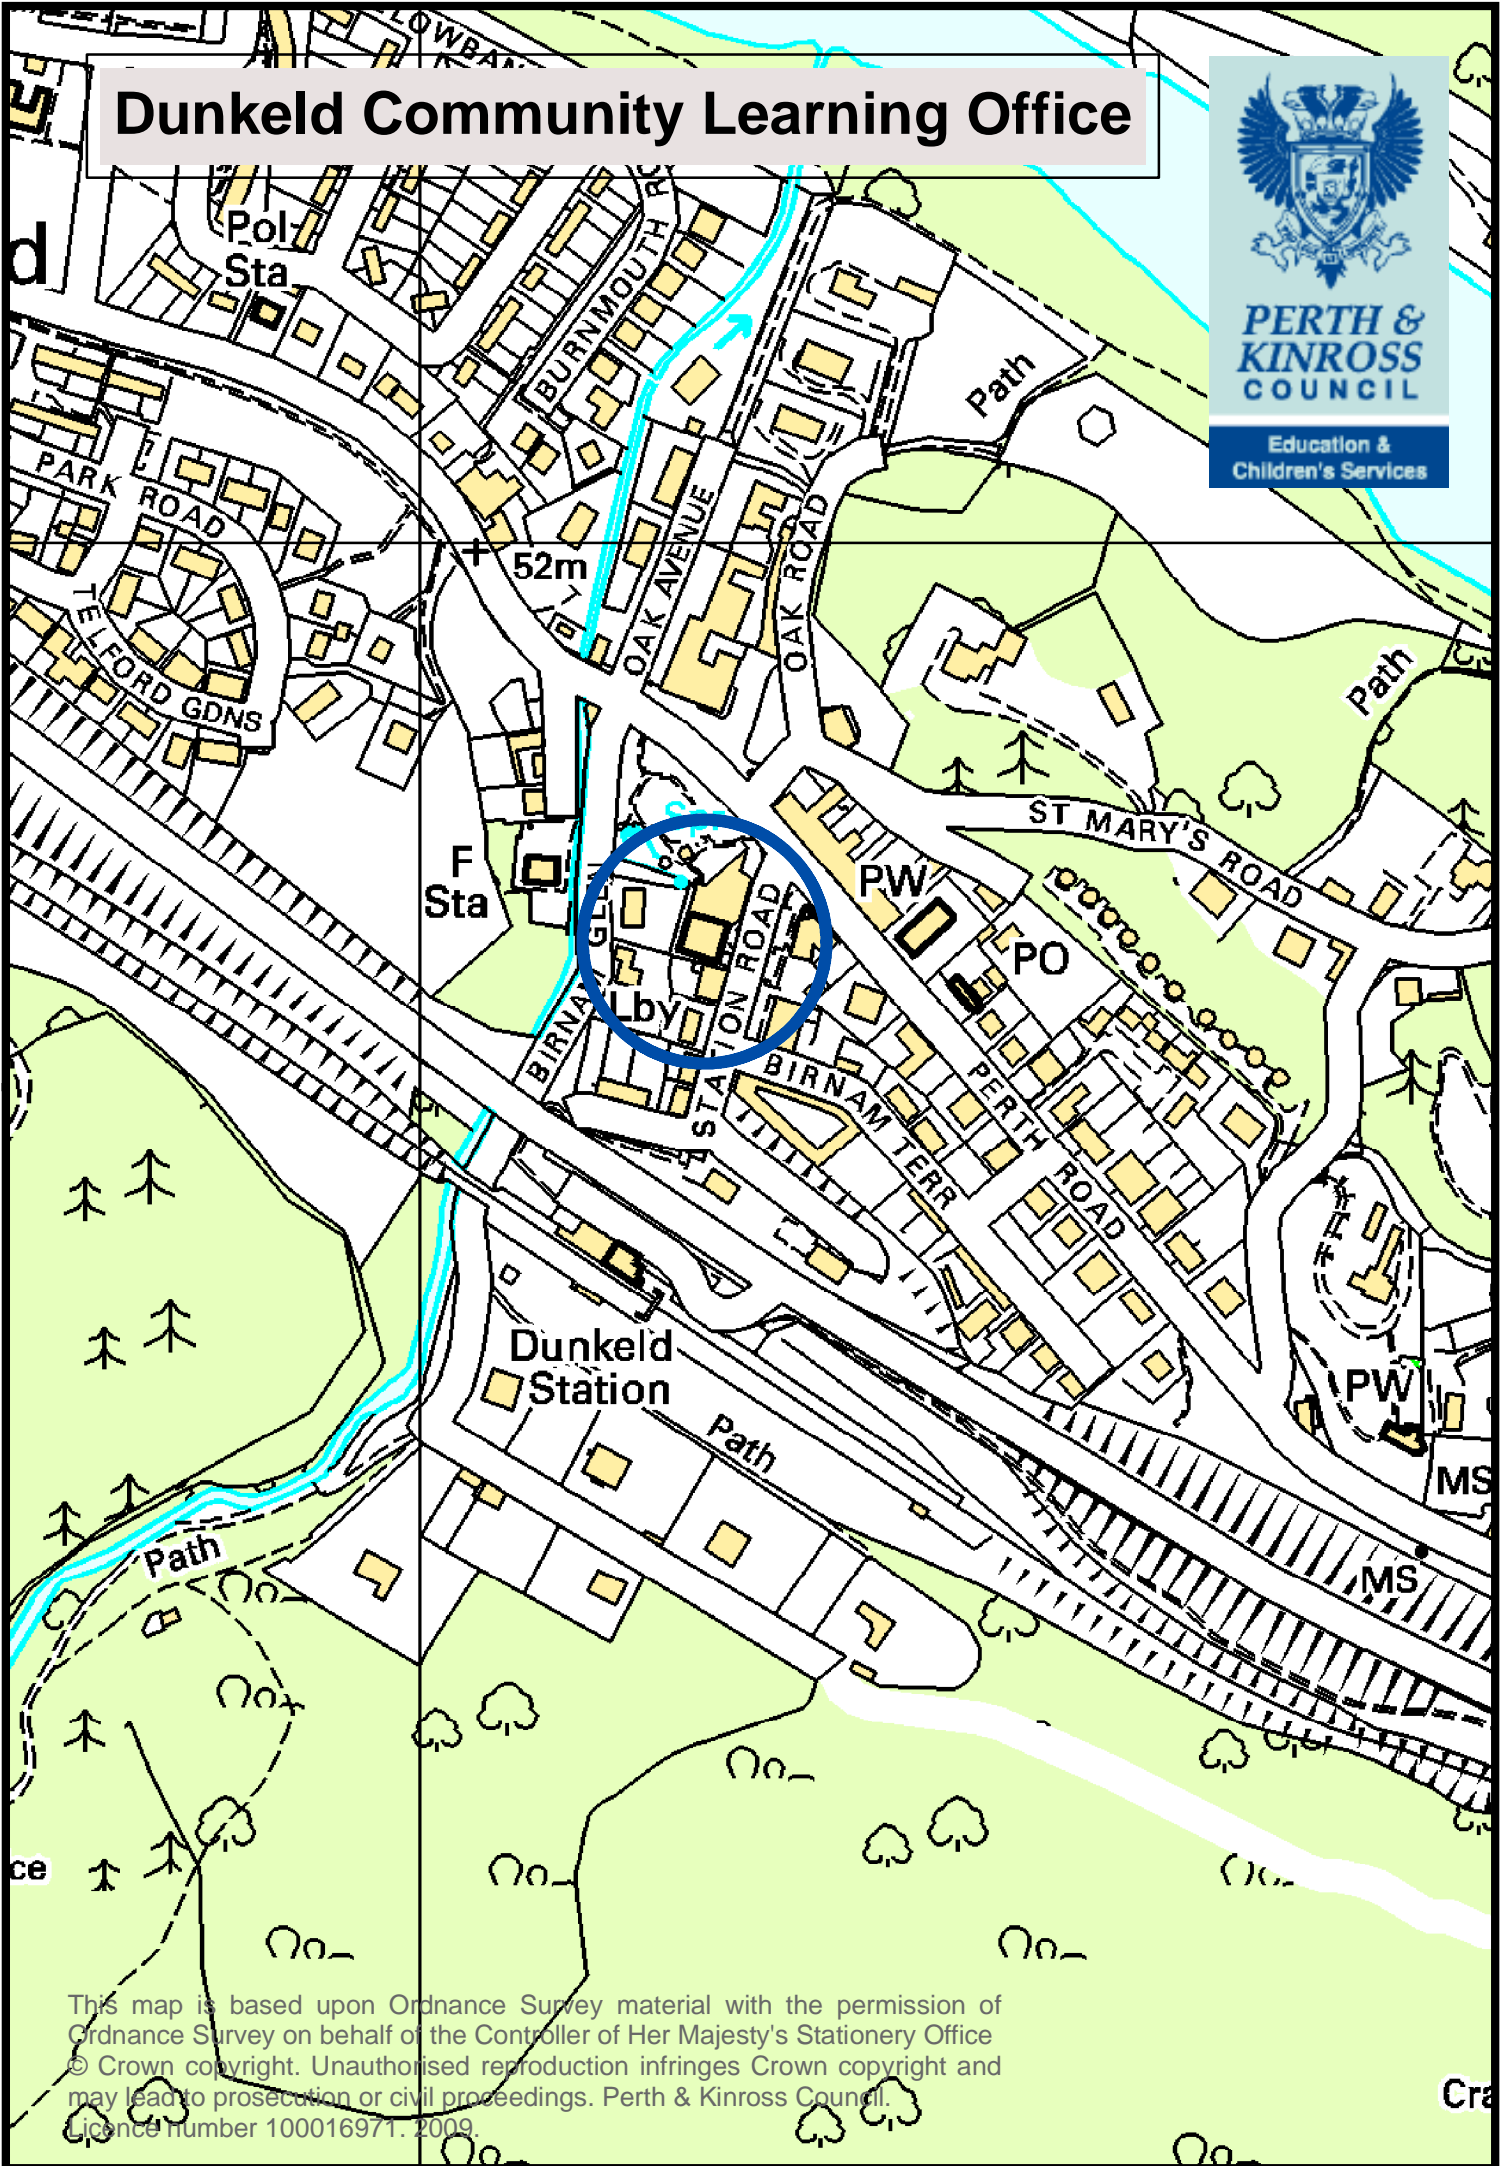 Dunkeld Community Learning Office
PERTH &
KINROSS
COUNCIL
Education &
Children's Services
d
Pol
Sta
BURNMOUTH
Path
PARK ROAD
52m
OAK AVENUE
OAK ROAD
TELFORD GDNS
Path
ST MARY'S ROAD
F
Sta
PW
PO
Lby
STATION ROAD
BIRNAM TERR
PERTH ROAD
Dunkeld
Station
Path
PW
MS
MS
Path
ce
This map is based upon Ordnance Survey material with the permission of
Ordnance Survey on behalf of the Controller of Her Majesty's Stationery Office
© Crown copyright. Unauthorised reproduction infringes Crown copyright and
may lead to prosecution or civil proceedings. Perth & Kinross Council.
Licence number 100016971. 2009.
Cra